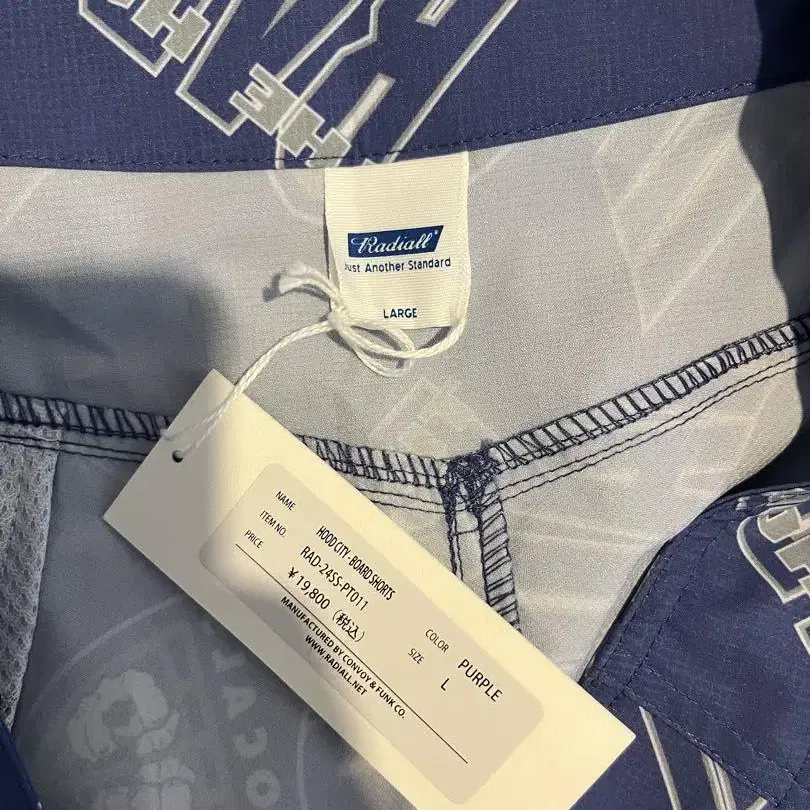 HE
Radiall
Just Another Standard
LARGE
NAME HOOD CITY - BOARD SHORTS
ITEM NO. RAD-24SS-PT011
PRICE ￥19,800（税込）
COLOR PURPLE
SIZE L
MANUFACTURED BY CONVOY & FUNK CO.
WWW.RADIALL.NET